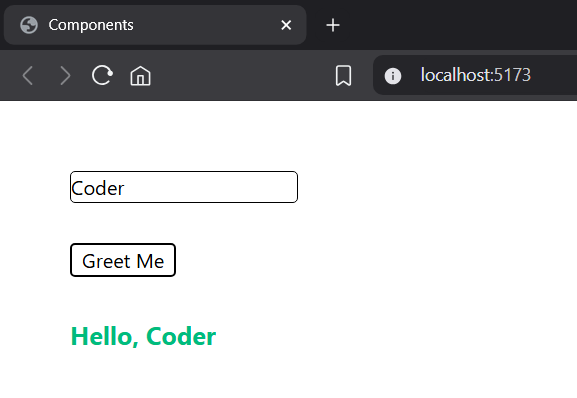 Components
localhost:5173
Coder
Greet Me
Hello, Coder